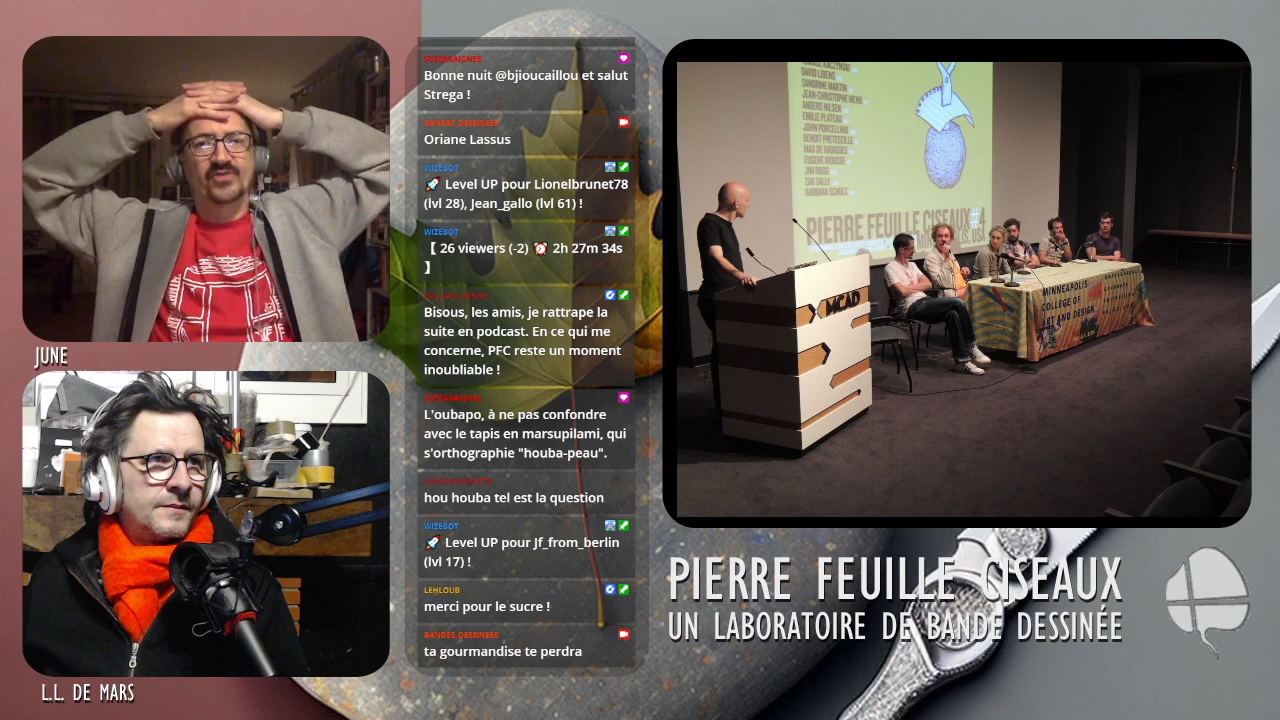 Bonne nuit @bjioucaillou et salut
Strega !
BANDES DESSINEES
Oriane Lassus
WIZEBOT
🚀 Level UP pour Lionelbrunet78
(lvl 28), Jean_gallo (lvl 61) !
WIZEBOT
【 26 viewers (-2) ⏰ 2h 27m 34s
】
Bisous, les amis, je rattrape la
suite en podcast. En ce qui me
concerne, PFC reste un moment
inoubliable !
L'oubapo, à ne pas confondre
avec le tapis en marsupilami, qui
s'orthographie "houba-peau".
hou houba tel est la question
WIZEBOT
🚀 Level UP pour Jf_from_berlin
(lvl 17) !
LEHLOUB
merci pour le sucre !
BANDES DESSINEES
ta gourmandise te perdra
JUNE
L.L. DE MARS
DAVID LIBENS
SANDRINE MARTIN
JEAN-CHRISTOPHE MENU
ANDERS NILSEN
EMILIE PLATEAU
JOHN PORCELLINO
BENOIT PRETESEILLE
MAX DE RADIGUES
EUGENE RIOUSSE
JIM RUGG
ZAK SALLY
BARBARA SCHULZ
PIERRE FEUILLE CISEAUX #4
MCAD
MINNEAPOLIS
COLLEGE OF
ART AND DESIGN
PIERRE FEUILLE CISEAUX
UN LABORATOIRE DE BANDE DESSINÉE